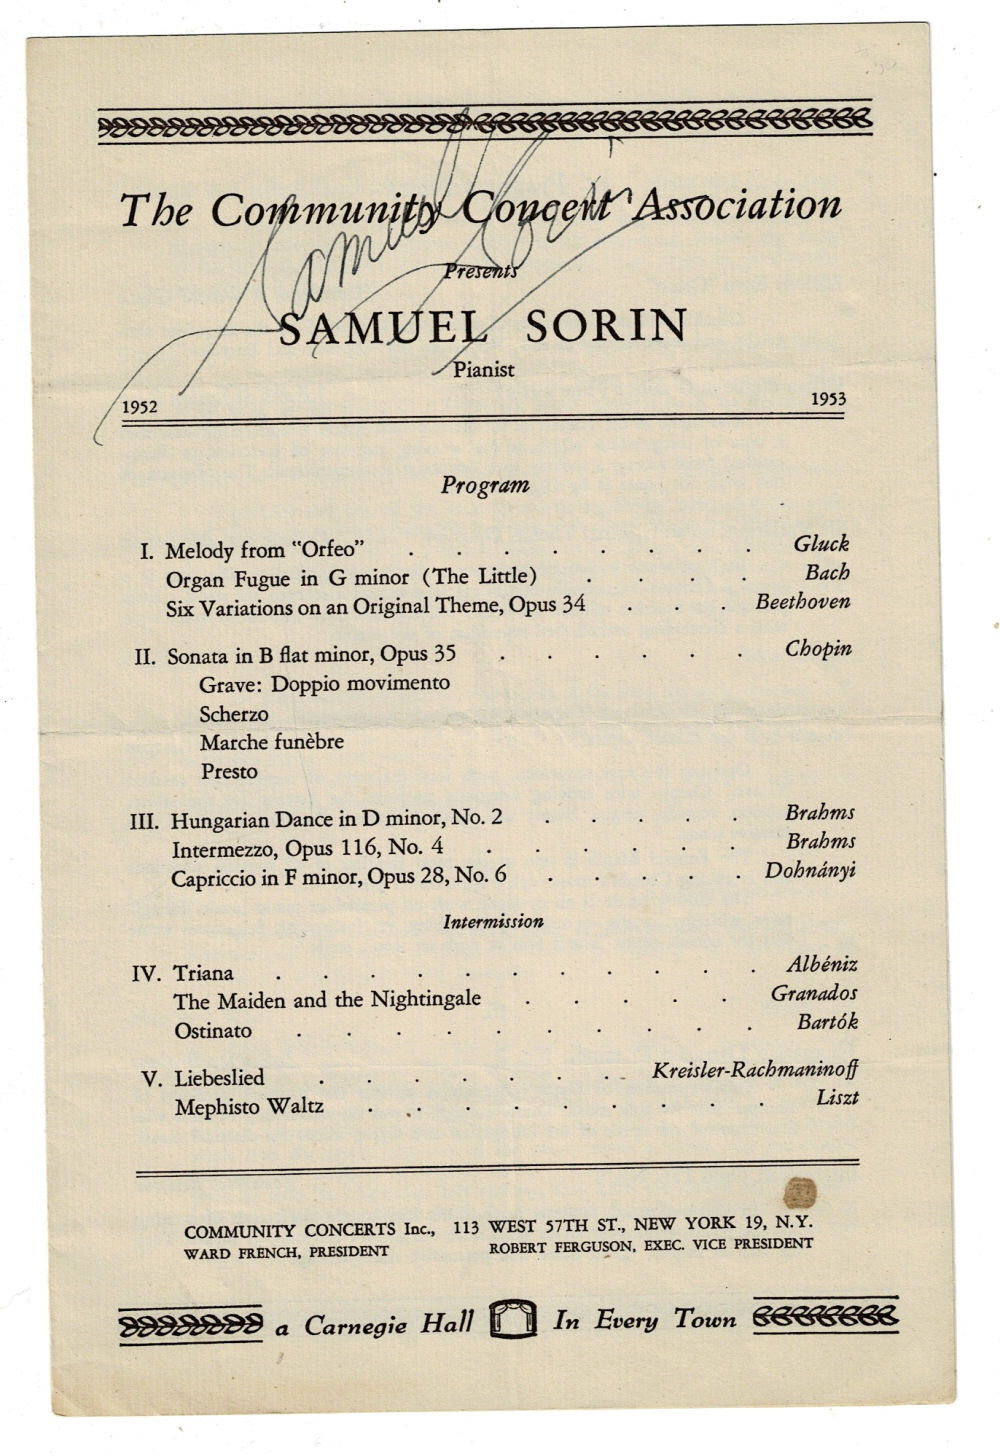 The Community Concert Association
Samuel Sorin
Presents
SAMUEL SORIN
Pianist
1952 1953
Program
I. Melody from "Orfeo" . . . . . . . . Gluck
Organ Fugue in G minor (The Little) . . . . Bach
Six Variations on an Original Theme, Opus 34 . . . Beethoven
II. Sonata in B flat minor, Opus 35 . . . . . . Chopin
Grave: Doppio movimento
Scherzo
Marche funèbre
Presto
III. Hungarian Dance in D minor, No. 2 . . . . . Brahms
Intermezzo, Opus 116, No. 4 . . . . . . Brahms
Capriccio in F minor, Opus 28, No. 6 . . . . . Dohnányi
Intermission
IV. Triana . . . . . . . . . . . Albéniz
The Maiden and the Nightingale . . . . . Granados
Ostinato . . . . . . . . . . Bartók
V. Liebeslied . . . . . . . Kreisler-Rachmaninoff
Mephisto Waltz . . . . . . . . . Liszt
COMMUNITY CONCERTS Inc., 113 WEST 57TH ST., NEW YORK 19, N.Y.
WARD FRENCH, PRESIDENT ROBERT FERGUSON, EXEC. VICE PRESIDENT
a Carnegie Hall In Every Town